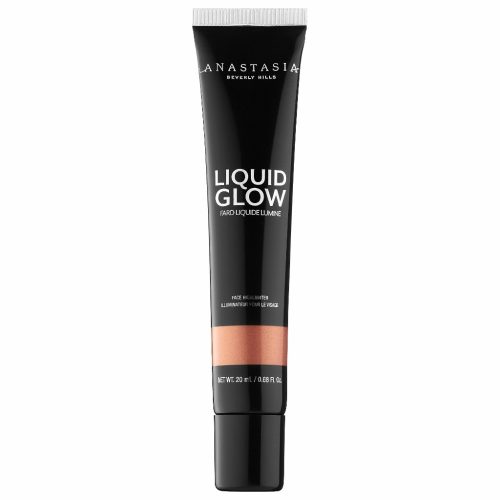 ANASTASIA
BEVERLY HILLS
LIQUID
GLOW
FARD LIQUIDE LUMINE
FACE HIGHLIGHTER
ILLUMINATEUR POUR LE VISAGE
NET WT. 20 mL / 0.68 Fl. Oz.